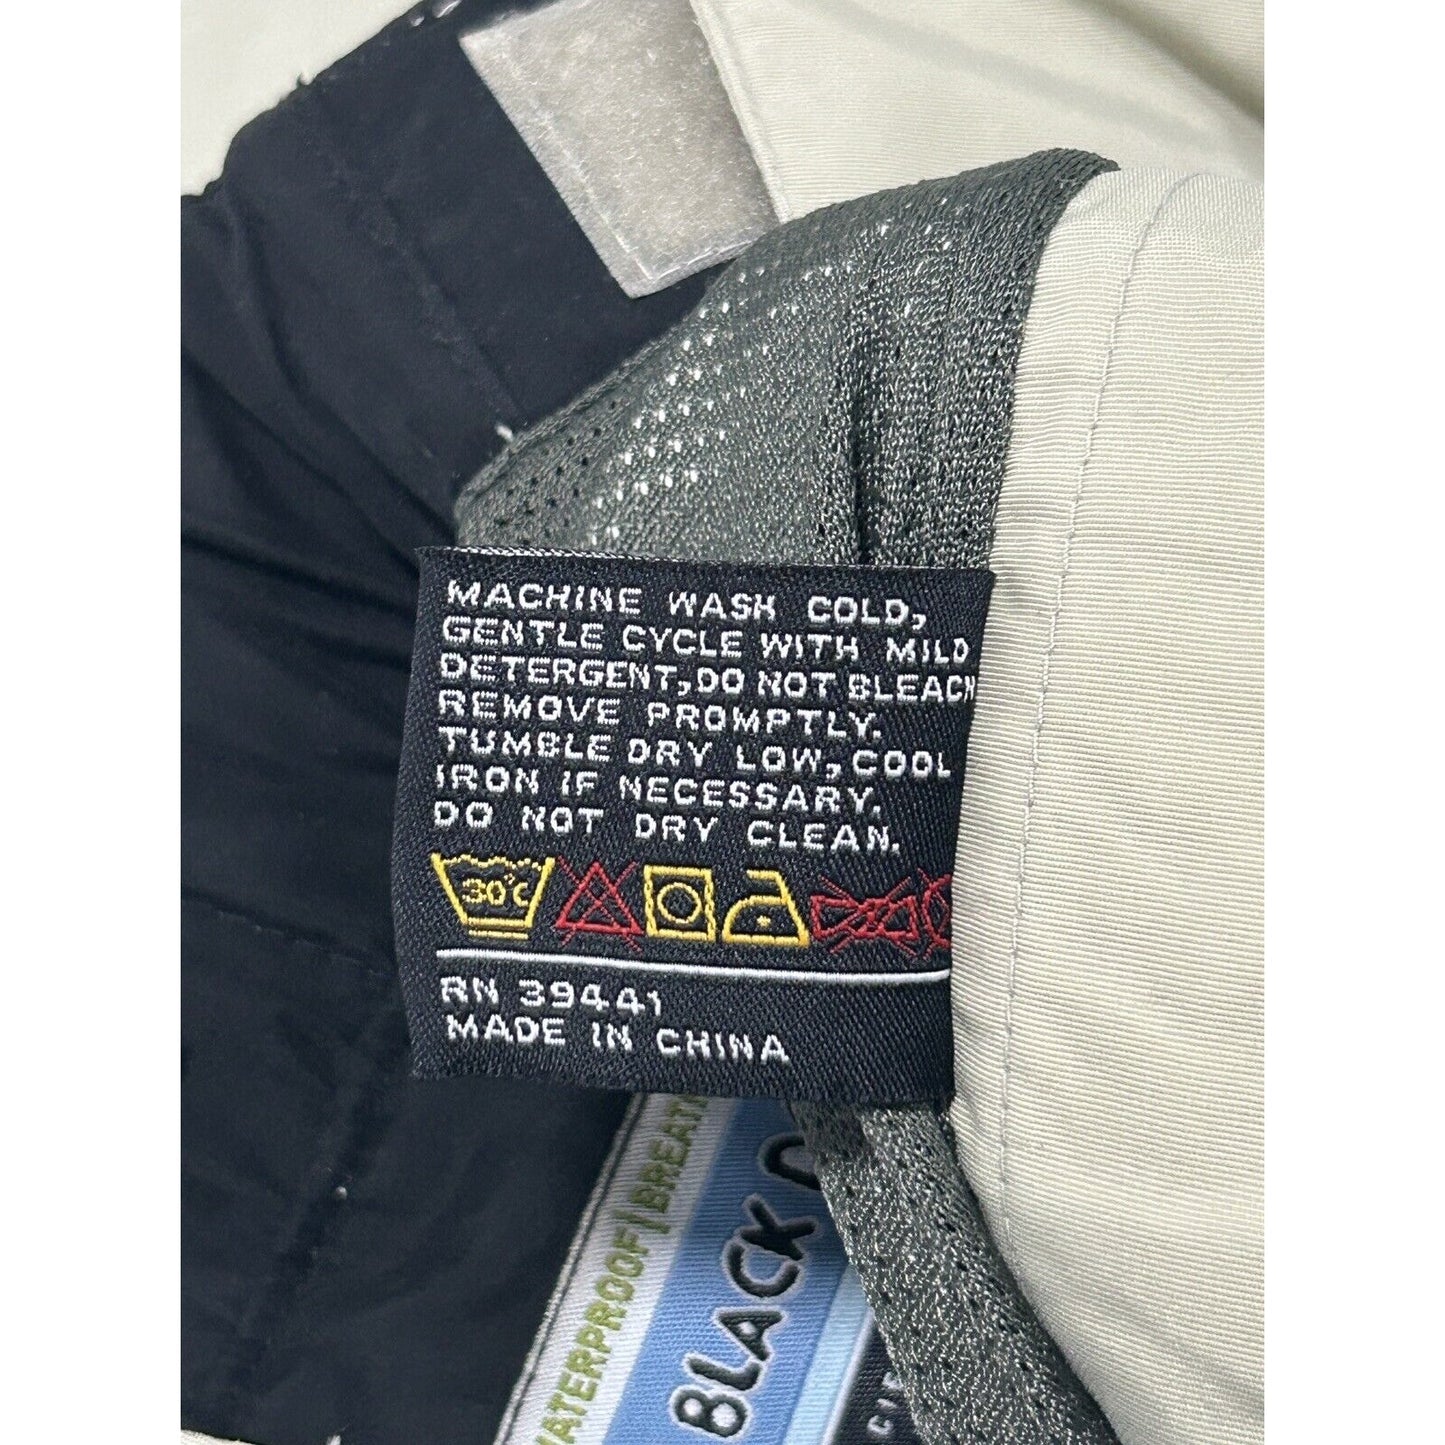 MACHINE WASH COLD,
GENTLE CYCLE WITH MILD
DETERGENT,DO NOT BLEACH
REMOVE PROMPTLY.
TUMBLE DRY LOW, COOL
IRON IF NECESSARY.
DO NOT DRY CLEAN.
30°C
RN 39441
MADE IN CHINA
BLACK